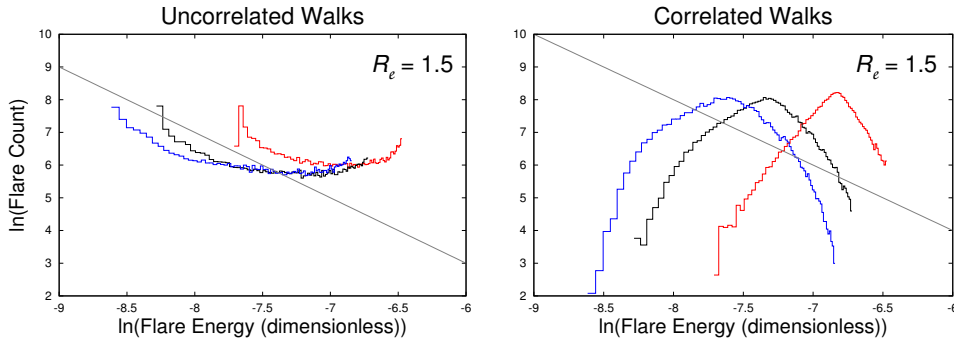 Uncorrelated Walks
R_e = 1.5
ln(Flare Count)
10
9
8
7
6
5
4
3
2
-9 -8.5 -8 -7.5 -7 -6.5 -6
ln(Flare Energy (dimensionless))
Correlated Walks
R_e = 1.5
10
9
8
7
6
5
4
3
2
-9 -8.5 -8 -7.5 -7 -6.5 -6
ln(Flare Energy (dimensionless))